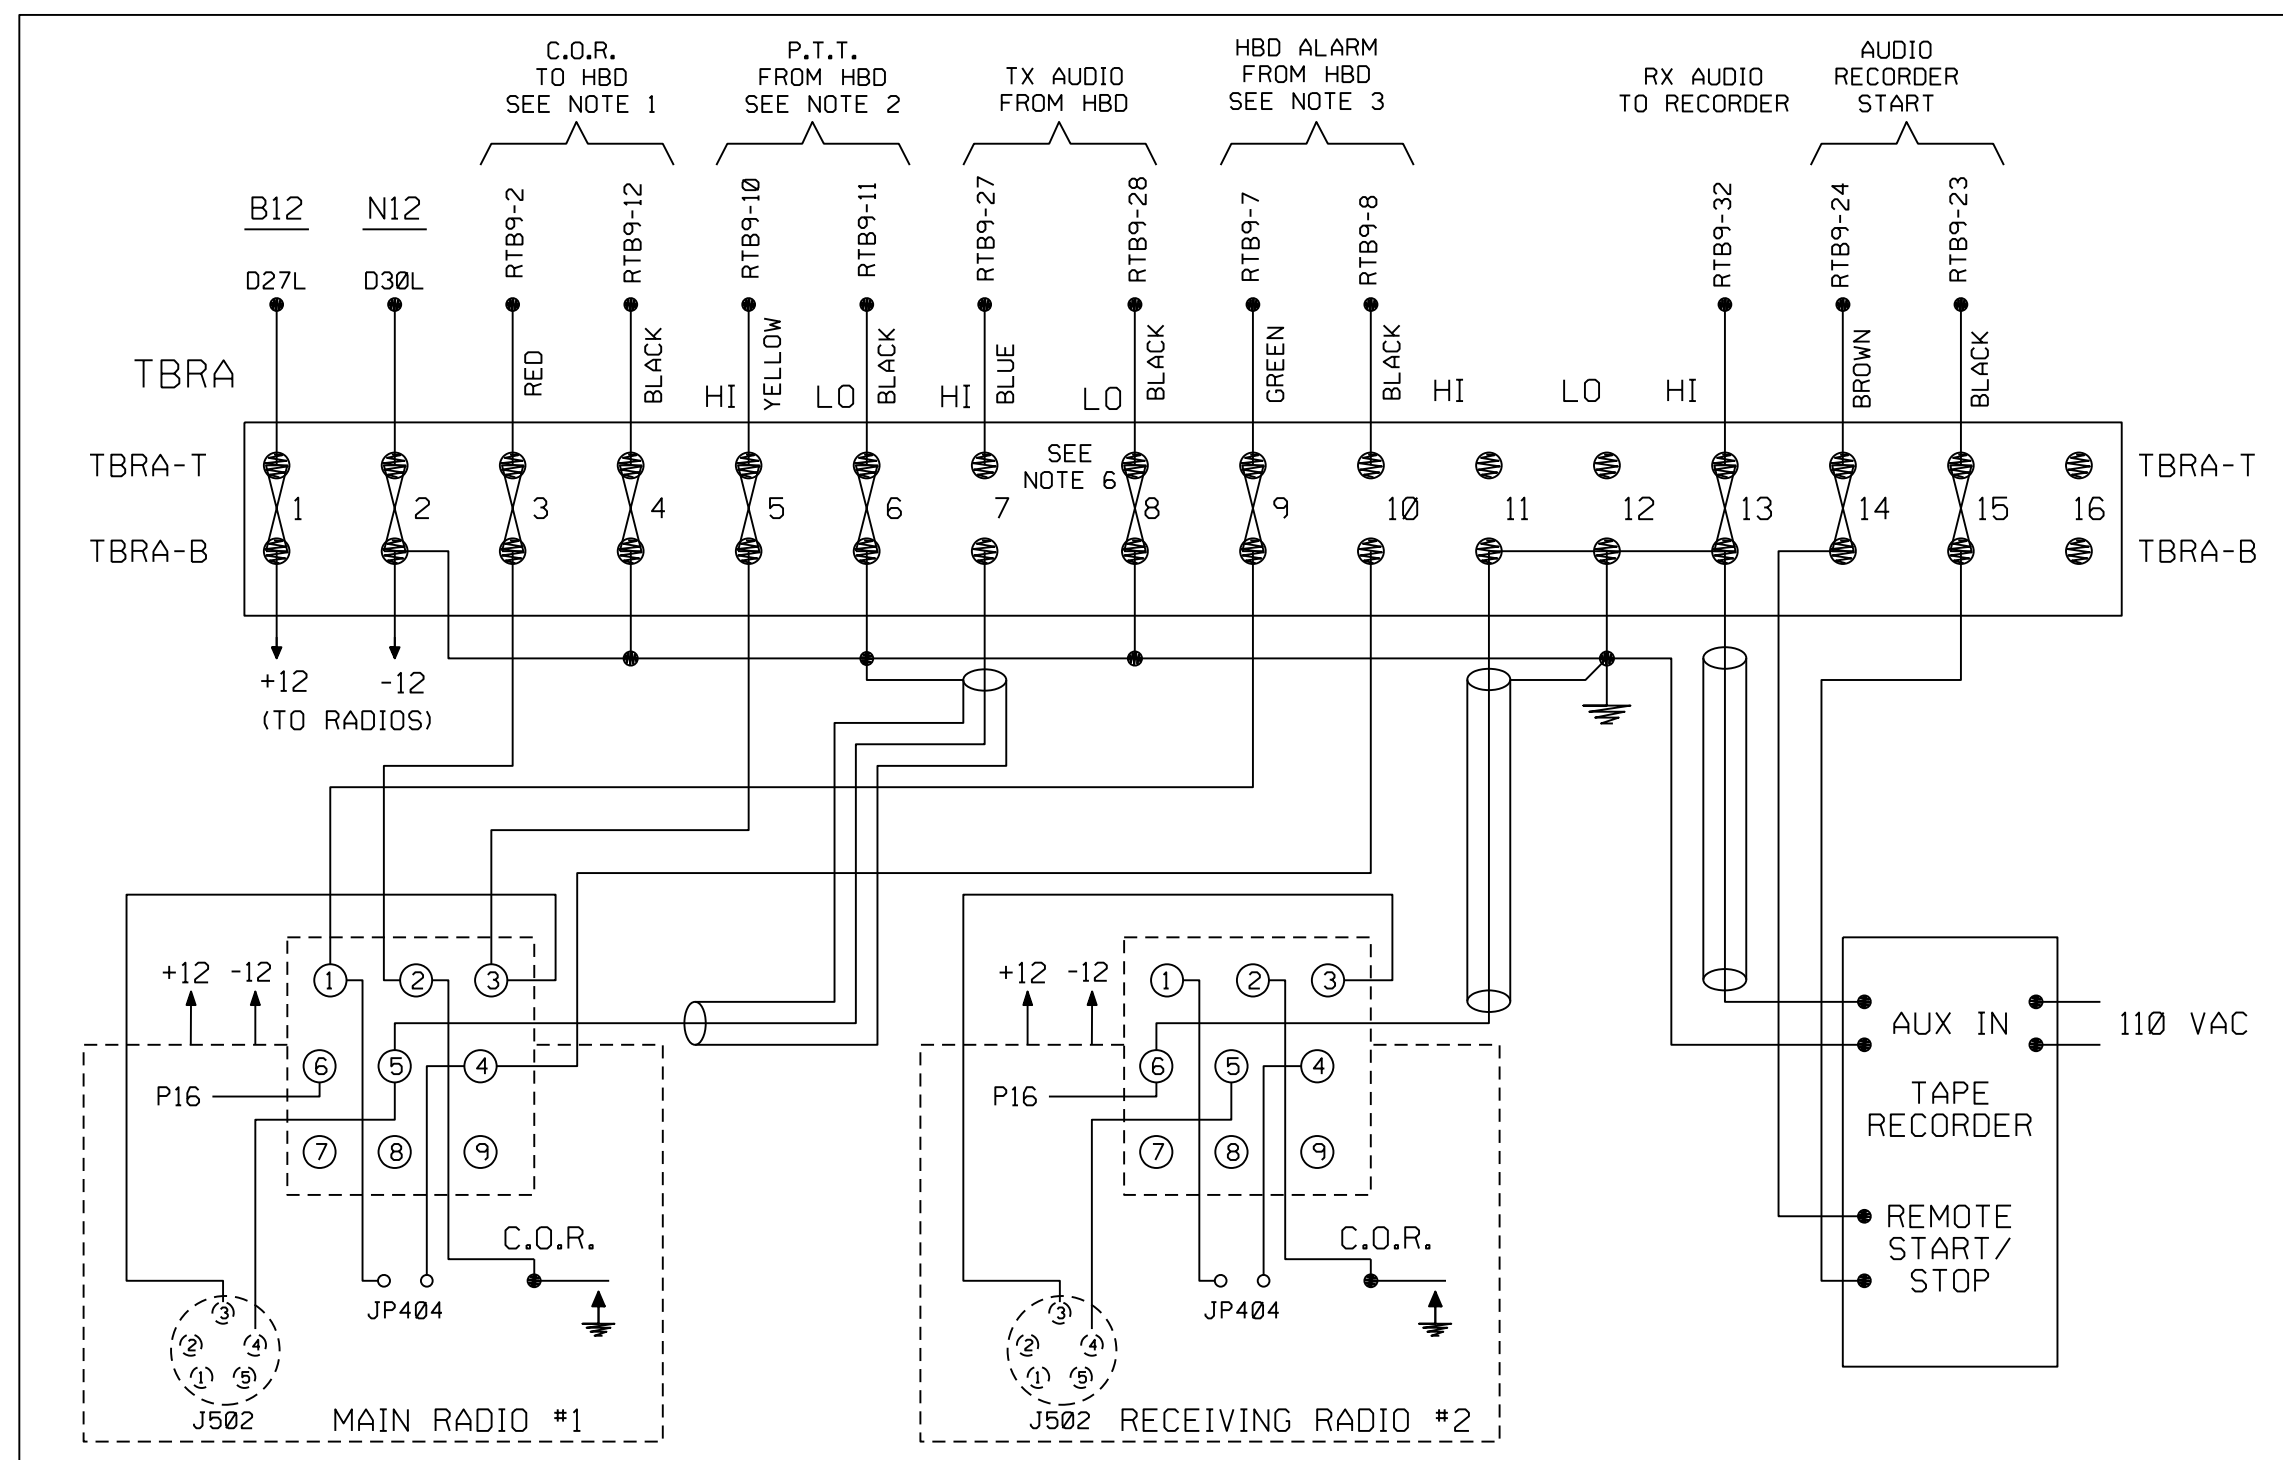 C.O.R.
TO HBD
SEE NOTE 1
P.T.T.
FROM HBD
SEE NOTE 2
TX AUDIO
FROM HBD
HBD ALARM
FROM HBD
SEE NOTE 3
RX AUDIO
TO RECORDER
AUDIO
RECORDER
START
B12
N12
D27L
D30L
RTB9-2
RTB9-12
RTB9-10
RTB9-11
RTB9-27
RTB9-28
RTB9-7
RTB9-8
RTB9-32
RTB9-24
RTB9-23
TBRA
RED
BLACK
HI
YELLOW
LO
BLACK
HI
BLUE
LO
BLACK
GREEN
BLACK
HI
LO
HI
BROWN
BLACK
TBRA-T
SEE
NOTE 6
TBRA-T
1 2 3 4 5 6 7 8 9 10 11 12 13 14 15 16
TBRA-B
TBRA-B
+12
-12
(TO RADIOS)
+12 -12
1 2 3
6 5 4
P16
7 8 9
C.O.R.
JP404
3
2 4
1 5
J502
MAIN RADIO #1
+12 -12
1 2 3
6 5 4
P16
7 8 9
C.O.R.
JP404
3
2 4
1 5
J502
RECEIVING RADIO #2
AUX IN
110 VAC
TAPE
RECORDER
REMOTE
START/
STOP